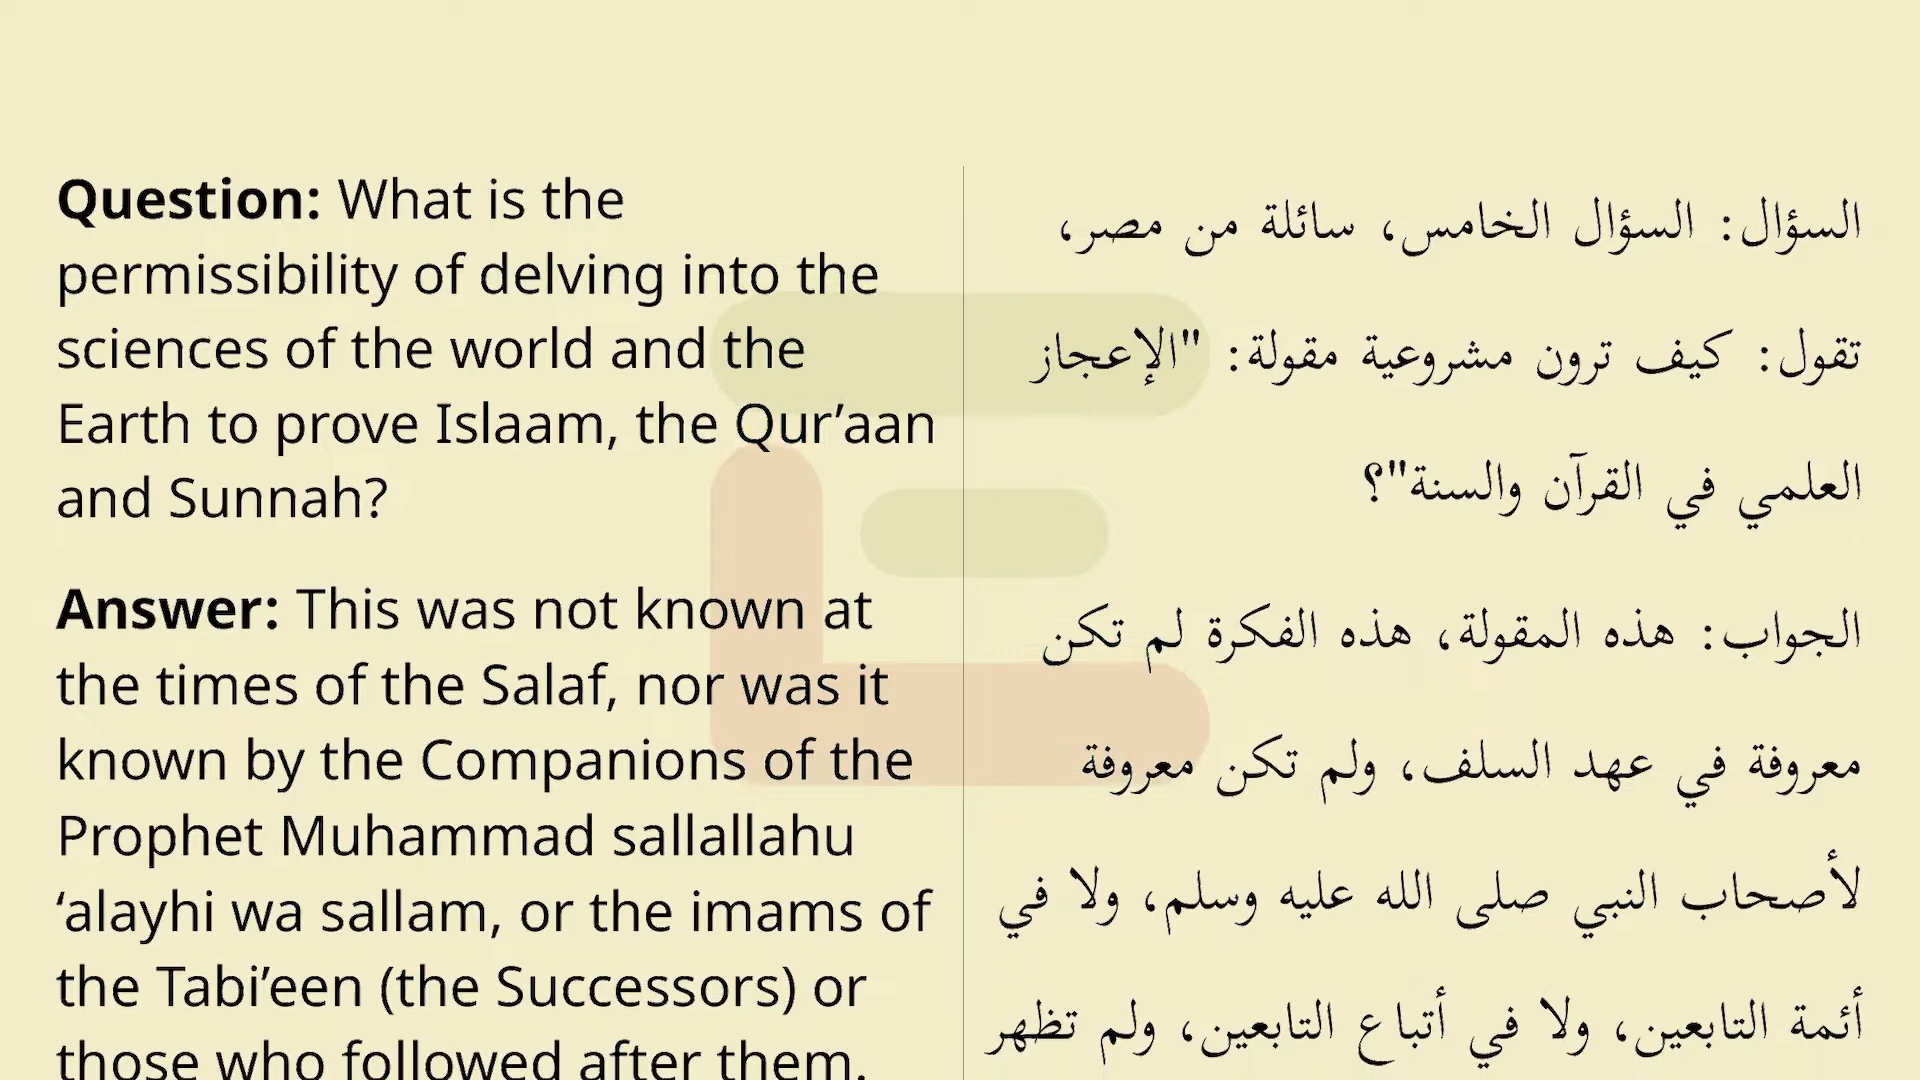 Question: What is the
permissibility of delving into the
sciences of the world and the
Earth to prove Islaam, the Qur’aan
and Sunnah?
Answer: This was not known at
the times of the Salaf, nor was it
known by the Companions of the
Prophet Muhammad sallallahu
‘alayhi wa sallam, or the imams of
the Tabi’een (the Successors) or
those who followed after them.
السؤال: السؤال الخامس، سائلة من مصر،
تقول: كيف ترون مشروعية مقولة: "الإعجاز
العلمي في القرآن والسنة"؟
الجواب: هذه المقولة، هذه الفكرة لم تكن
معروفة في عهد السلف، ولم تكن معروفة
لأصحاب النبي صلى الله عليه وسلم، ولا في
أئمة التابعين، ولا في أتباع التابعين، ولم تظهر